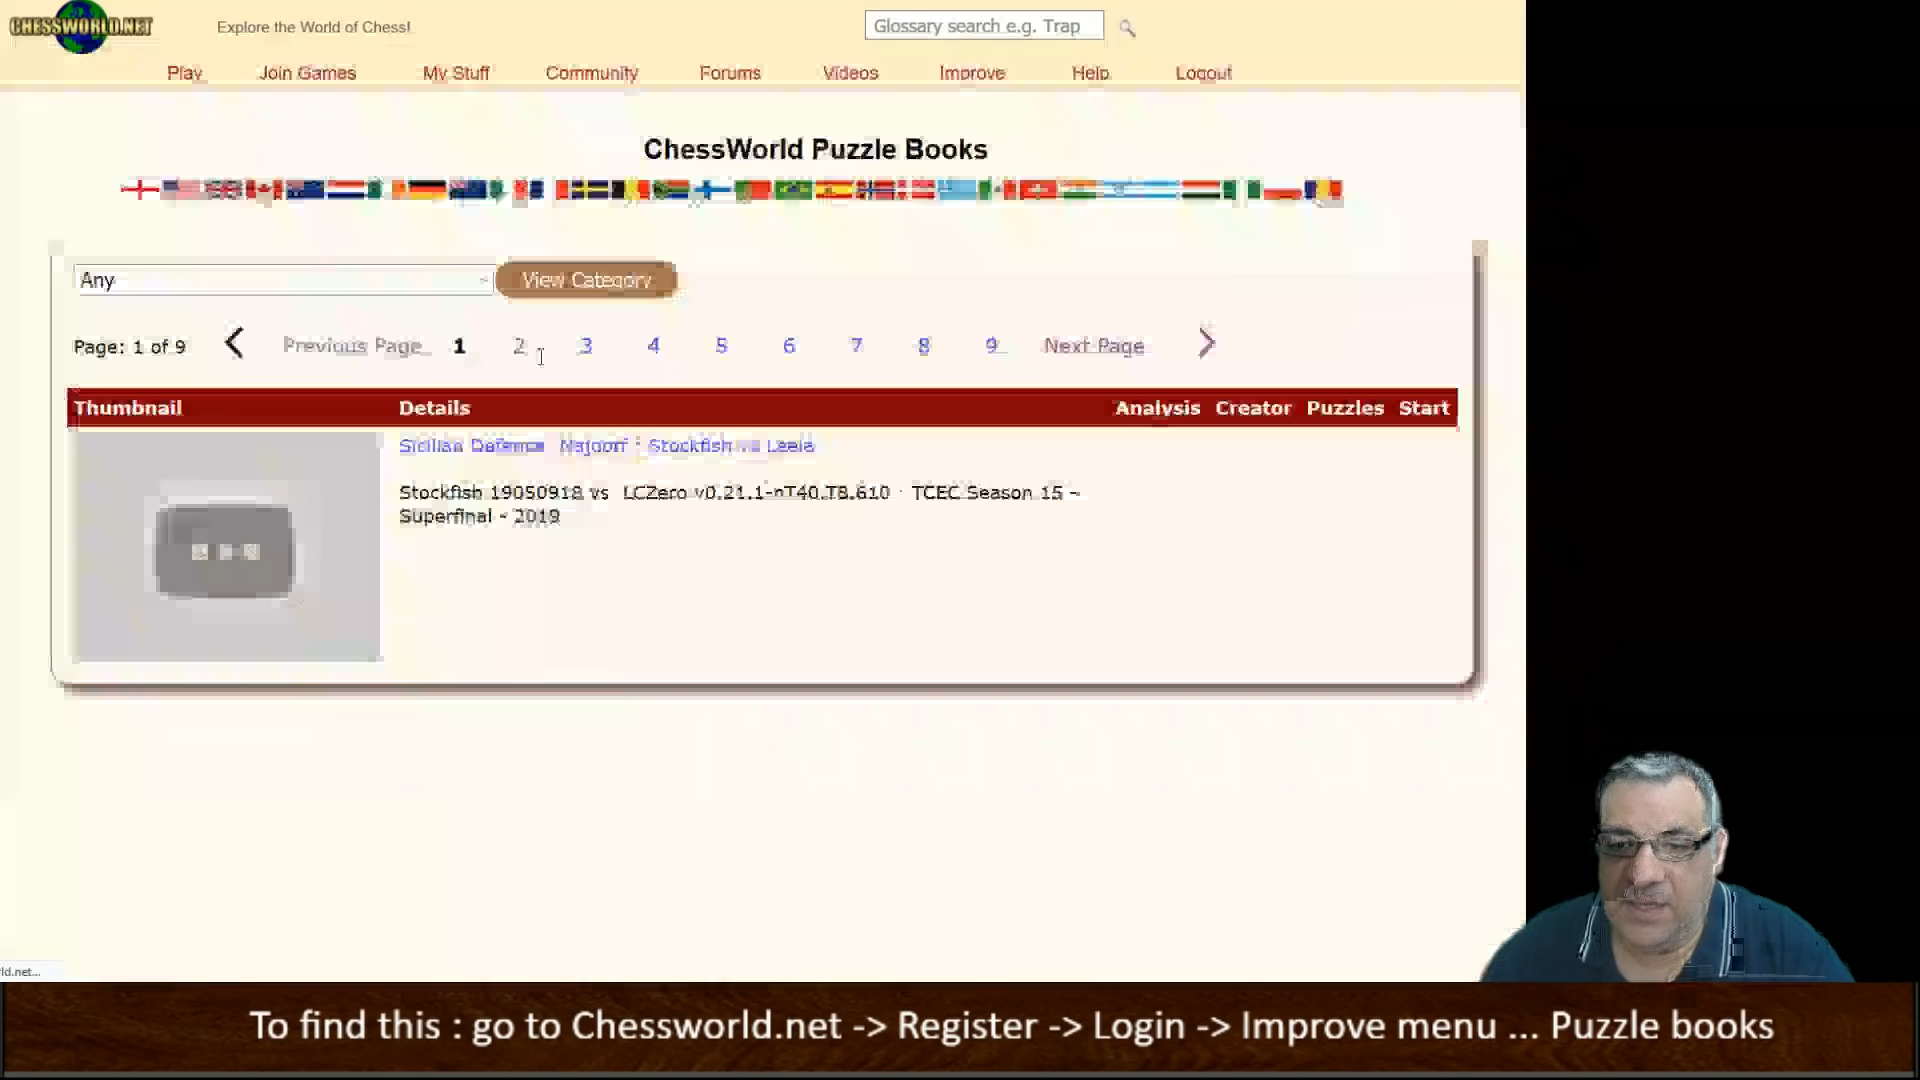 CHESSWORLD.NET
Explore the World of Chess!
Glossary search e.g. Trap
Play Join Games My Stuff Community Forums Videos Improve Help Logout
ChessWorld Puzzle Books
Any
View Category
Page: 1 of 9 Previous Page 1 2 3 4 5 6 7 8 9 Next Page
Thumbnail Details Analysis Creator Puzzles Start
Sicilian Defence Najdorf : Stockfish vs Leela
Stockfish 19050918 vs LCZero v0.21.1-nT40.T8.610 · TCEC Season 15 -
Superfinal - 2019
ld.net...
To find this : go to Chessworld.net -> Register -> Login -> Improve menu ... Puzzle books